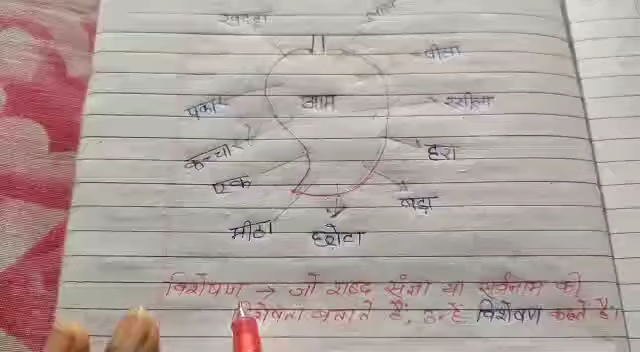 खट्टा
पीला
पका
आम
रसीला
कच्चा
हरा
एक
बड़ा
मीठा
छोटा
विशेषण → जो शब्द संज्ञा या सर्वनाम की
विशेषता बताते हैं, उन्हें विशेषण कहते हैं।